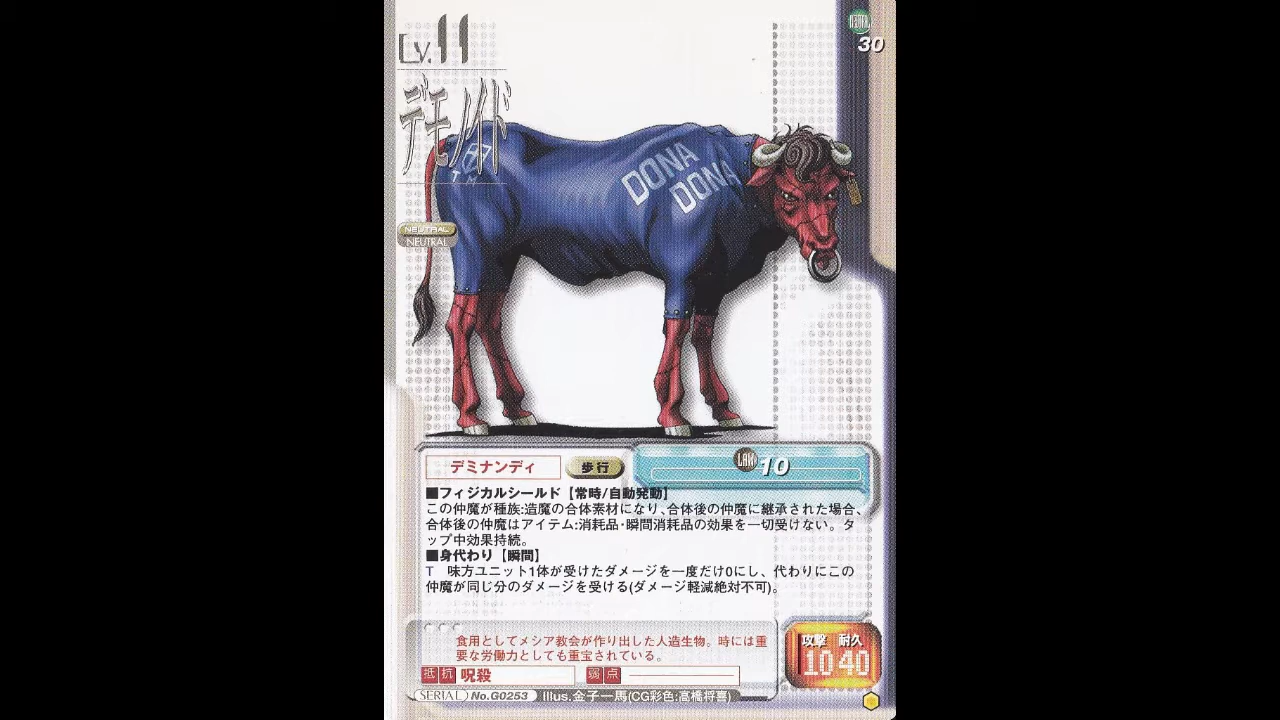 Lv.11
NEUTRAL
30
デモノイド
TM
DONA
DONA
NEUTRAL
NEUTRAL
デミナンディ
歩行
LAW 10
■フィジカルシールド【常時/自動発動】
この仲魔が種族:造魔の合体素材になり、合体後の仲魔に継承された場合、
合体後の仲魔はアイテム:消耗品・瞬間消耗品の効果を一切受けない。タ
ップ中効果持続。
■身代わり【瞬間】
T 味方ユニット1体が受けたダメージを一度だけ0にし、代わりにこの
仲魔が同じ分のダメージを受ける(ダメージ軽減絶対不可)。
食用としてメシア教会が作り出した人造生物。時には重
要な労働力としても重宝されている。
攻撃 耐久
10 40
抵抗 呪殺 弱点
SERIAL No.G0253 Illus.金子一馬(CG彩色:高橋将喜)